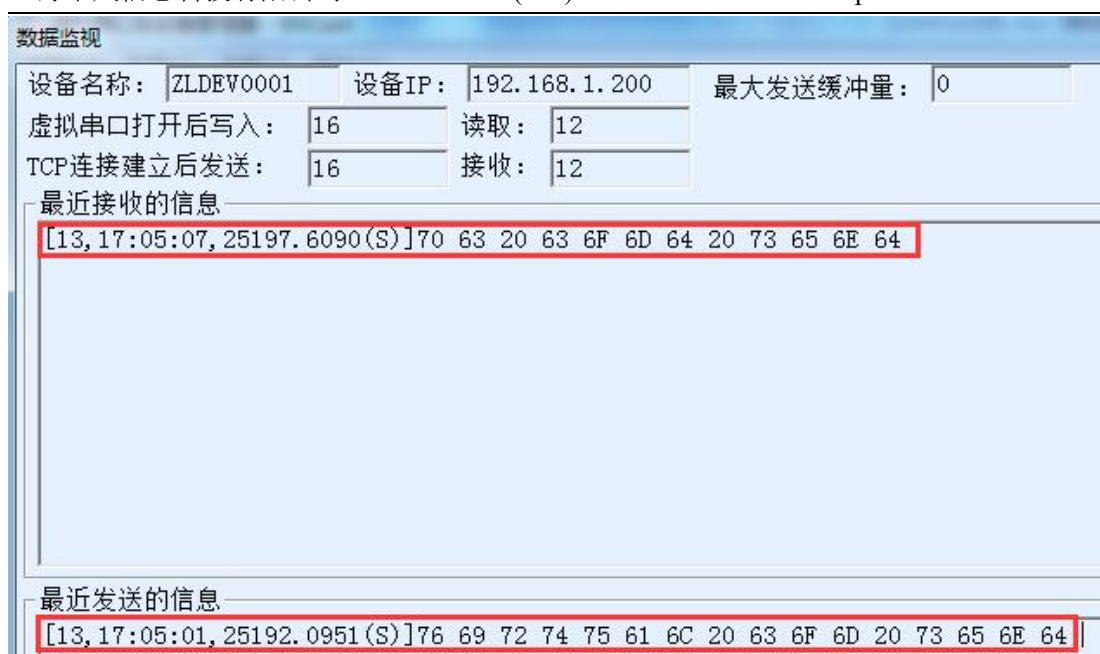 数据监视
设备名称: ZLDEV0001 设备IP: 192.168.1.200 最大发送缓冲量: 0
虚拟串口打开后写入: 16 读取: 12
TCP连接建立后发送: 16 接收: 12
最近接收的信息
[13,17:05:07,25197.6090(S)]70 63 20 63 6F 6D 64 20 73 65 6E 64
最近发送的信息
[13,17:05:01,25192.0951(S)]76 69 72 74 75 61 6C 20 63 6F 6D 20 73 65 6E 64